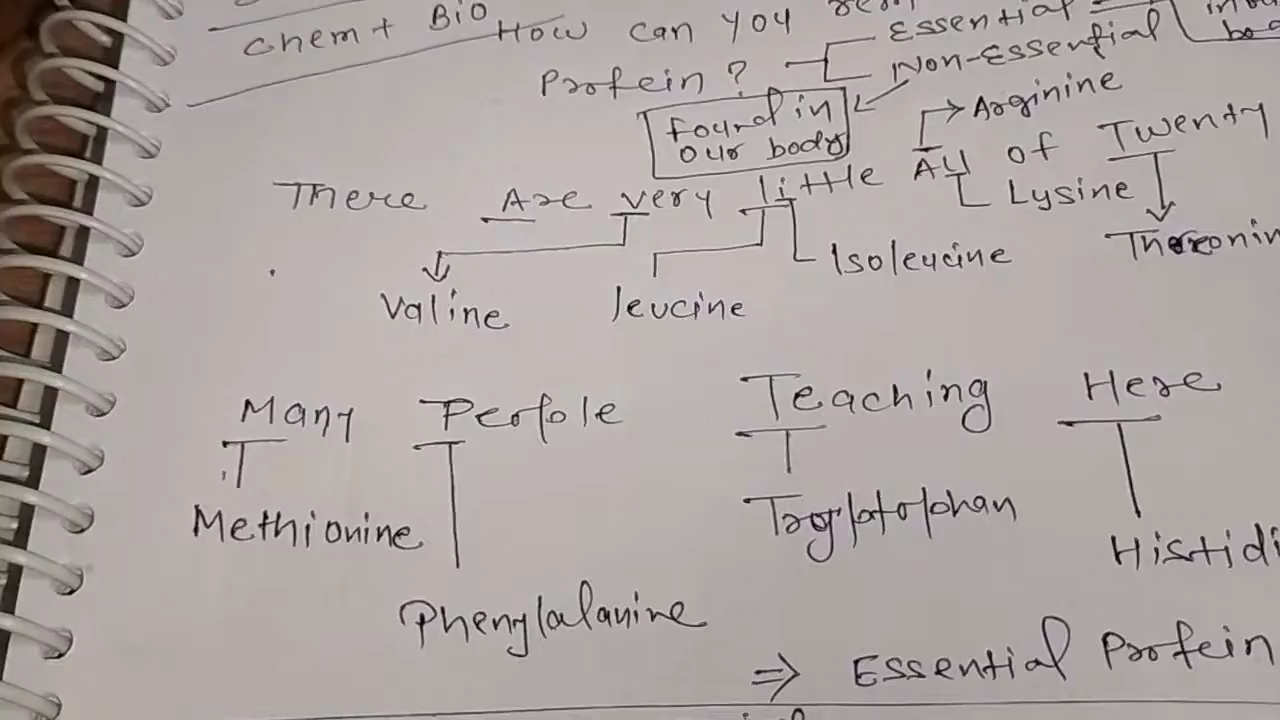 Chem + Bio
How can you
Essential
Protein ?
Non-Essential
Found in
our body
Arginine
There Are very little All of Twenty
Lysine
Isoleucine
Valine
leucine
Many People Teaching Here
Methionine
Phenylalanine
⇒ Essential Protein